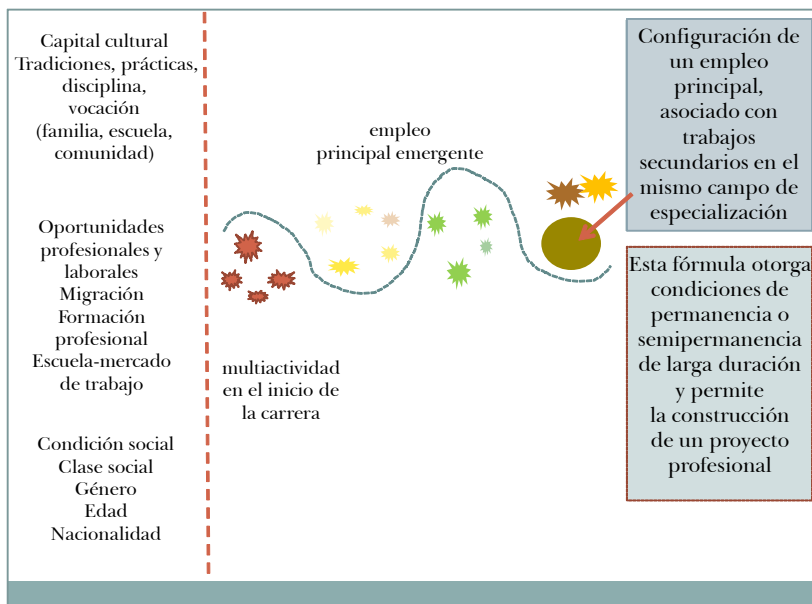 Capital cultural
Tradiciones, prácticas,
disciplina,
vocación
(familia, escuela,
comunidad)
Oportunidades
profesionales y
laborales
Migración
Formación
profesional
Escuela-mercado
de trabajo
Condición social
Clase social
Género
Edad
Nacionalidad
empleo
principal emergente
multiactividad
en el inicio de
la carrera
Configuración de
un empleo
principal,
asociado con
trabajos
secundarios en el
mismo campo de
especialización
Esta fórmula otorga
condiciones de
permanencia o
semipermanencia
de larga duración
y permite
la construcción
de un proyecto
profesional